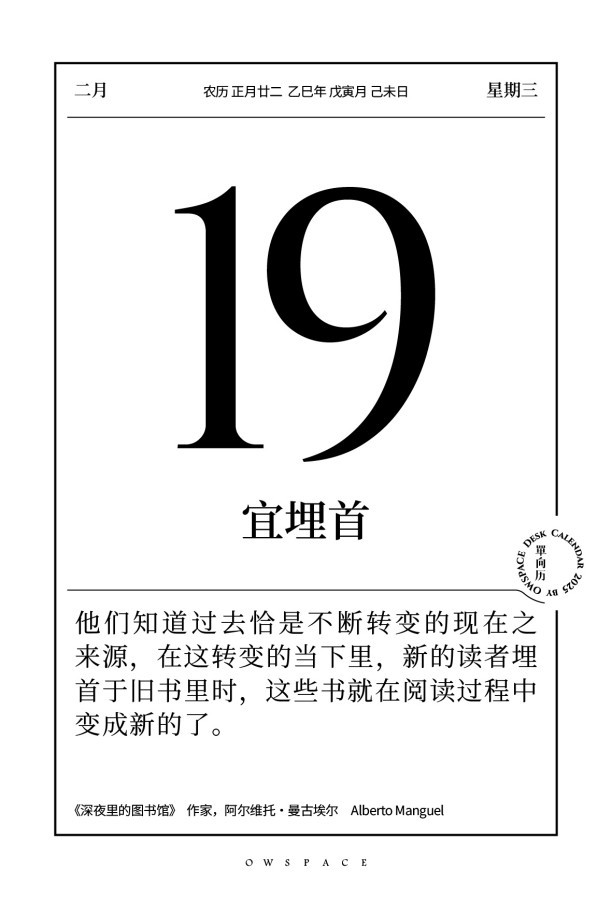 二月
农历 正月廿二 乙巳年 戊寅月 己未日
星期三
19
宜埋首
DESK CALENDAR 2025 BY OWSPACE
單向历
他们知道过去恰是不断转变的现在之
来源，在这转变的当下里，新的读者埋
首于旧书里时，这些书就在阅读过程中
变成新的了。
《深夜里的图书馆》 作家，阿尔维托·曼古埃尔 Alberto Manguel
OWSPACE